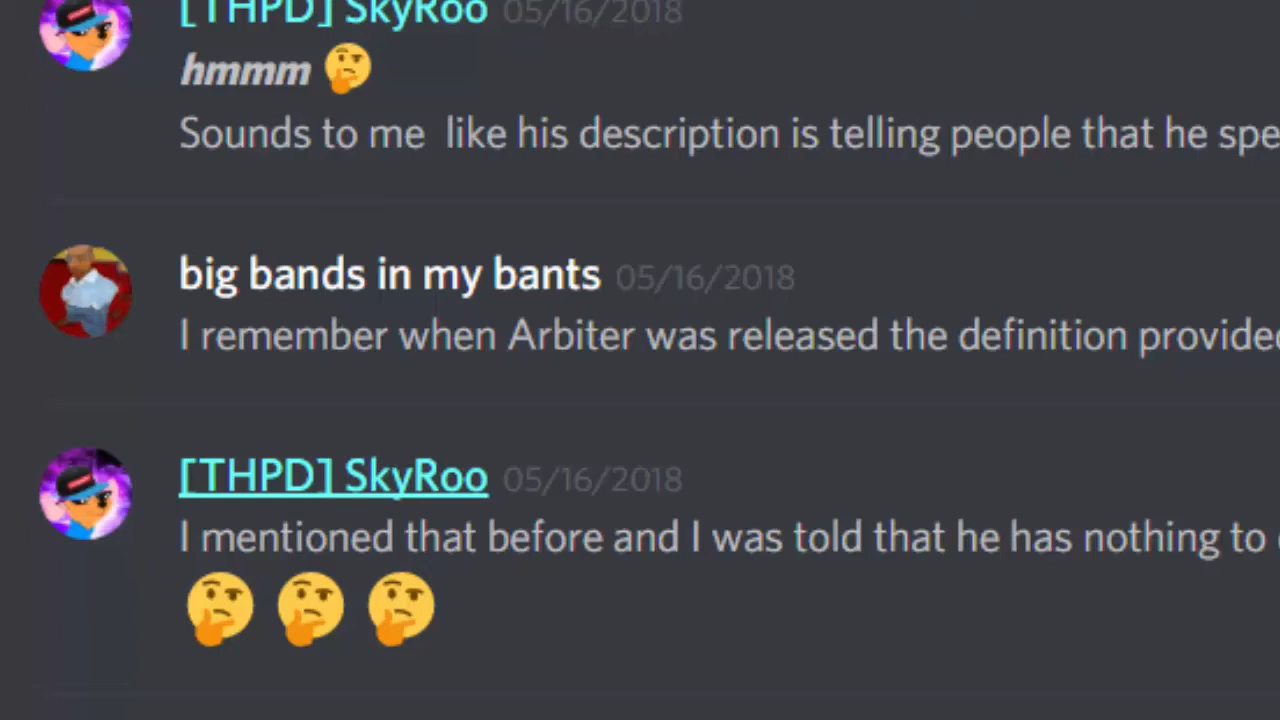 [THPD] SkyRoo 05/16/2018
hmmm
Sounds to me like his description is telling people that he
big bands in my bants 05/16/2018
I remember when Arbiter was released the definition
[THPD] SkyRoo 05/16/2018
I mentioned that before and I was told that he has nothing to